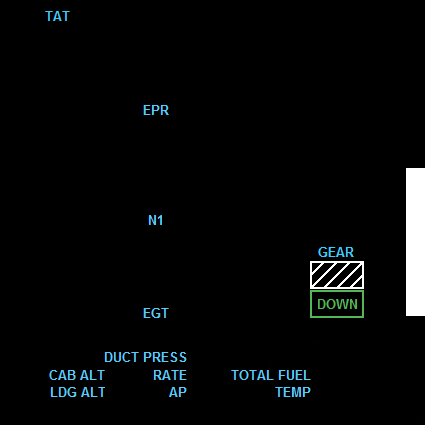 TAT
EPR
N1
GEAR
DOWN
EGT
DUCT PRESS
CAB ALT RATE TOTAL FUEL
LDG ALT AP TEMP